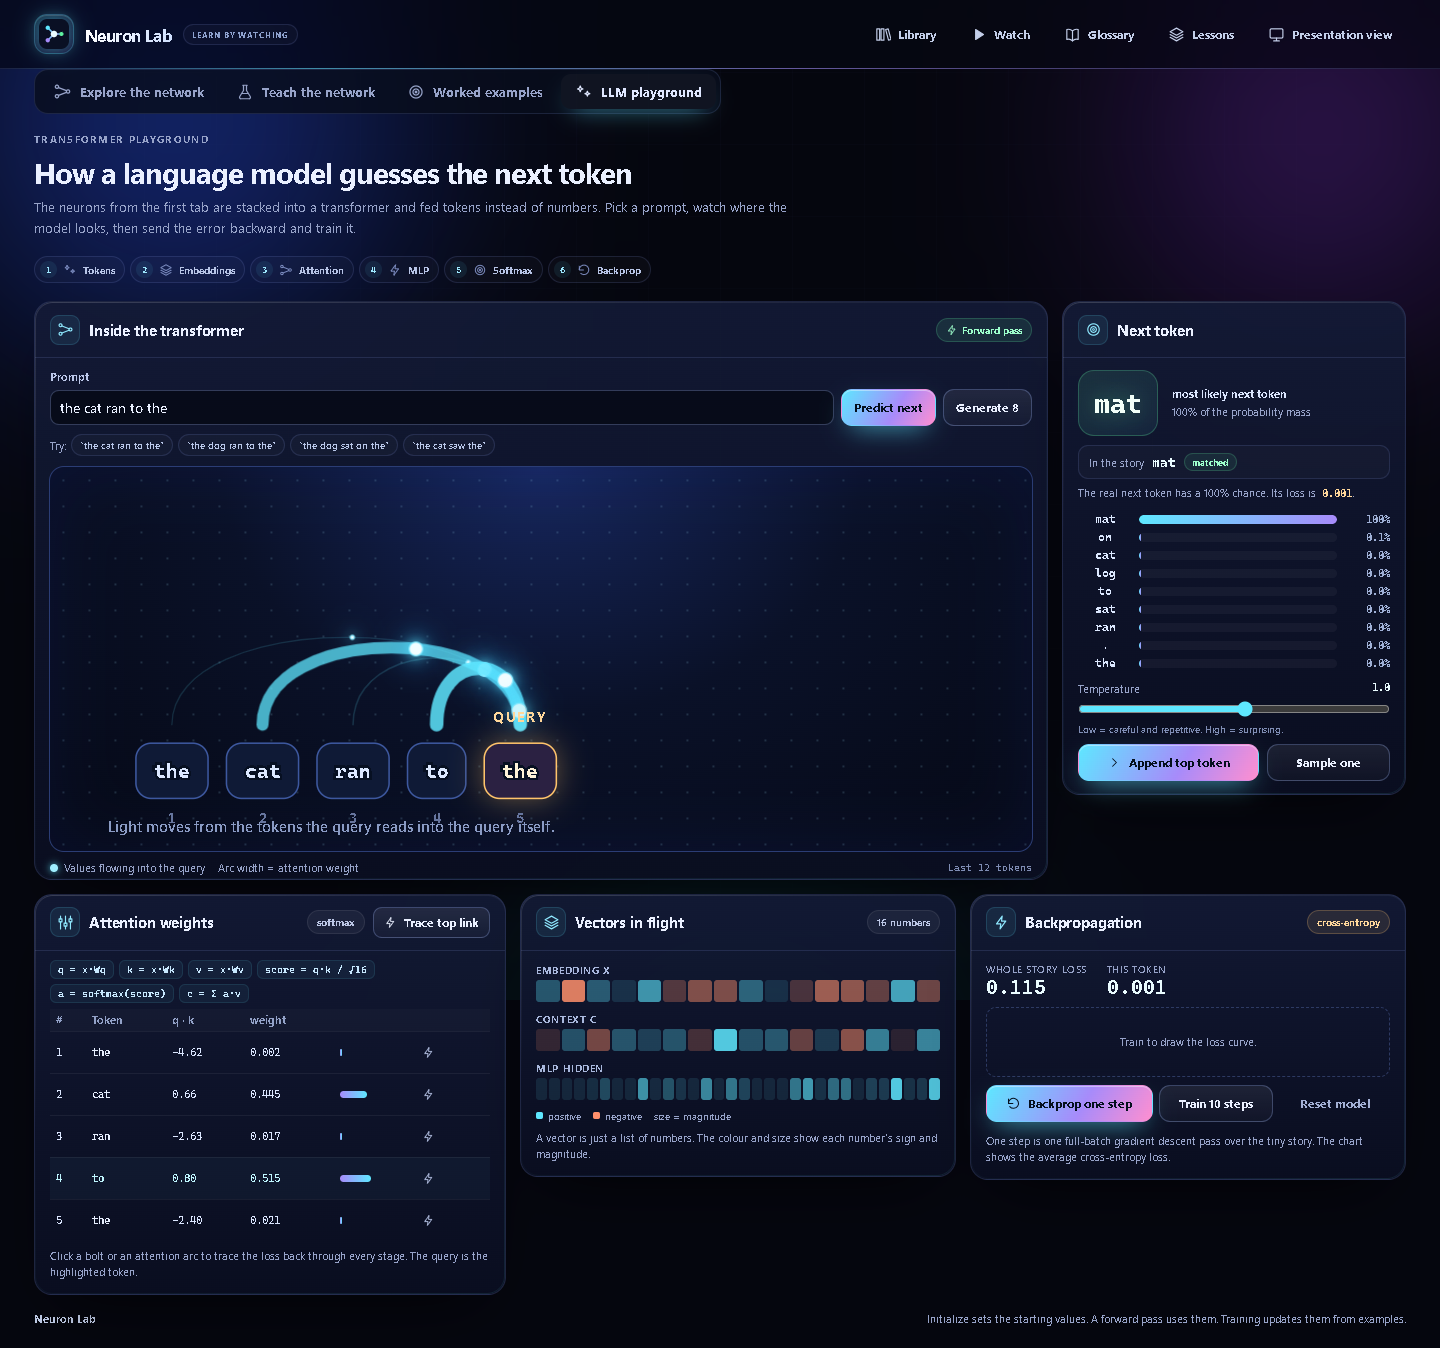 Neuron Lab
LEARN BY WATCHING
Library
Watch
Glossary
Lessons
Presentation view
Explore the network
Teach the network
Worked examples
LLM playground
TRANSFORMER PLAYGROUND
How a language model guesses the next token
The neurons from the first tab are stacked into a transformer and fed tokens instead of numbers. Pick a prompt, watch where the
model looks, then send the error backward and train it.
1 Tokens
2 Embeddings
3 Attention
4 MLP
5 Softmax
6 Backprop
Inside the transformer
Forward pass
Prompt
the cat ran to the
Predict next
Generate 8
Try:
"the cat ran to the"
"the dog ran to the"
"the dog sat on the"
"the cat saw the"
QUERY
the
cat
ran
to
the
1
2
3
4
5
Light moves from the tokens the query reads into the query itself.
Values flowing into the query
Arc width = attention weight
Last 12 tokens
Next token
mat
most likely next token
100% of the probability mass
In the story mat matched
The real next token has a 100% chance. Its loss is 0.001.
mat 100%
on 0.1%
cat 0.0%
log 0.0%
to 0.0%
sat 0.0%
ran 0.0%
. 0.0%
the 0.0%
Temperature 1.0
Low = careful and repetitive. High = surprising.
Append top token
Sample one
Attention weights
softmax
Trace top link
q = x·Wq
k = x·Wk
v = x·Wv
score = q·k / √16
a = softmax(score)
c = Σ a·v
# Token q · k weight
1 the −4.62 0.002
2 cat 0.66 0.445
3 ran −2.63 0.017
4 to 0.80 0.515
5 the −2.40 0.021
Click a bolt or an attention arc to trace the loss back through every stage. The query is the
highlighted token.
Vectors in flight
16 numbers
EMBEDDING X
CONTEXT C
MLP HIDDEN
positive
negative
size = magnitude
A vector is just a list of numbers. The colour and size show each number's sign and
magnitude.
Backpropagation
cross-entropy
WHOLE STORY LOSS
0.115
THIS TOKEN
0.001
Train to draw the loss curve.
Backprop one step
Train 10 steps
Reset model
One step is one full-batch gradient descent pass over the tiny story. The chart
shows the average cross-entropy loss.
Neuron Lab
Initialize sets the starting values. A forward pass uses them. Training updates them from examples.